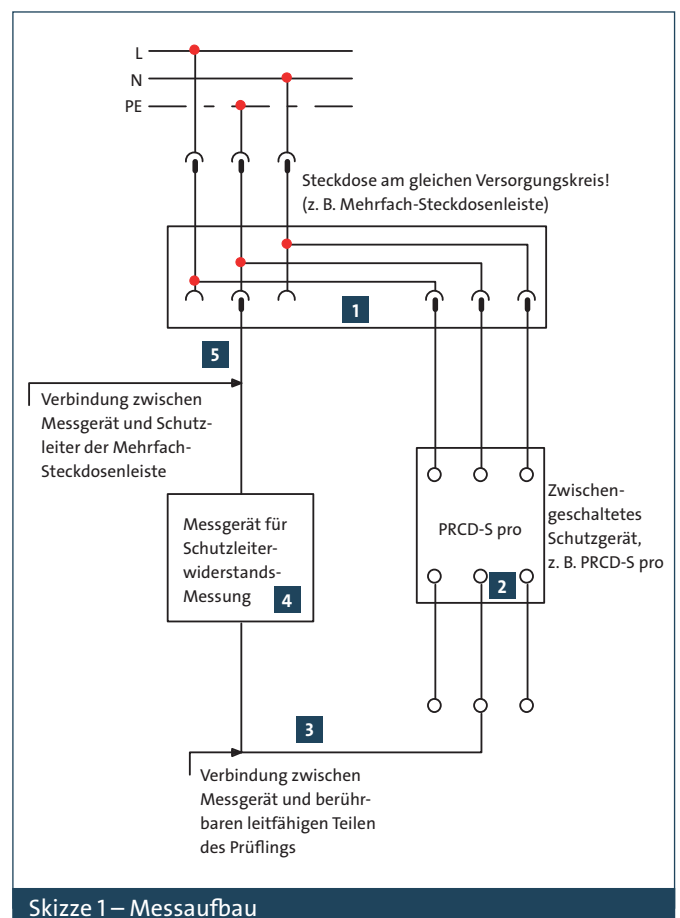 L
N
PE
Steckdose am gleichen Versorgungskreis!
(z. B. Mehrfach-Steckdosenleiste)
1
5
Verbindung zwischen
Messgerät und Schutz-
leiter der Mehrfach-
Steckdosenleiste
Messgerät für
Schutzleiter-
widerstands-
Messung
4
PRCD-S pro
2
Zwischen-
geschaltetes
Schutzgerät,
z. B. PRCD-S pro
3
Verbindung zwischen
Messgerät und berühr-
baren leitfähigen Teilen
des Prüflings
Skizze 1 – Messaufbau